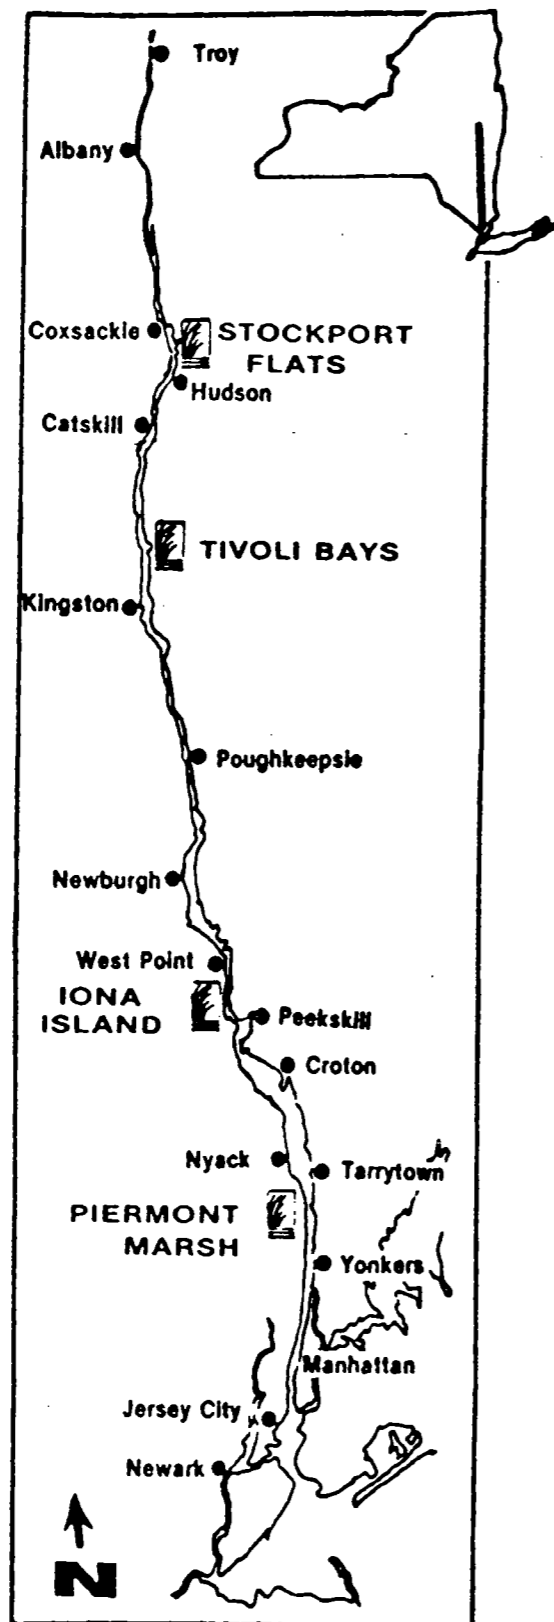 Troy
Albany
Coxsackie
STOCKPORT
FLATS
Hudson
Catskill
TIVOLI BAYS
Kingston
Poughkeepsie
Newburgh
West Point
IONA
ISLAND
Peekskill
Croton
Nyack
Tarrytown
PIERMONT
MARSH
Yonkers
Manhattan
Jersey City
Newark
N